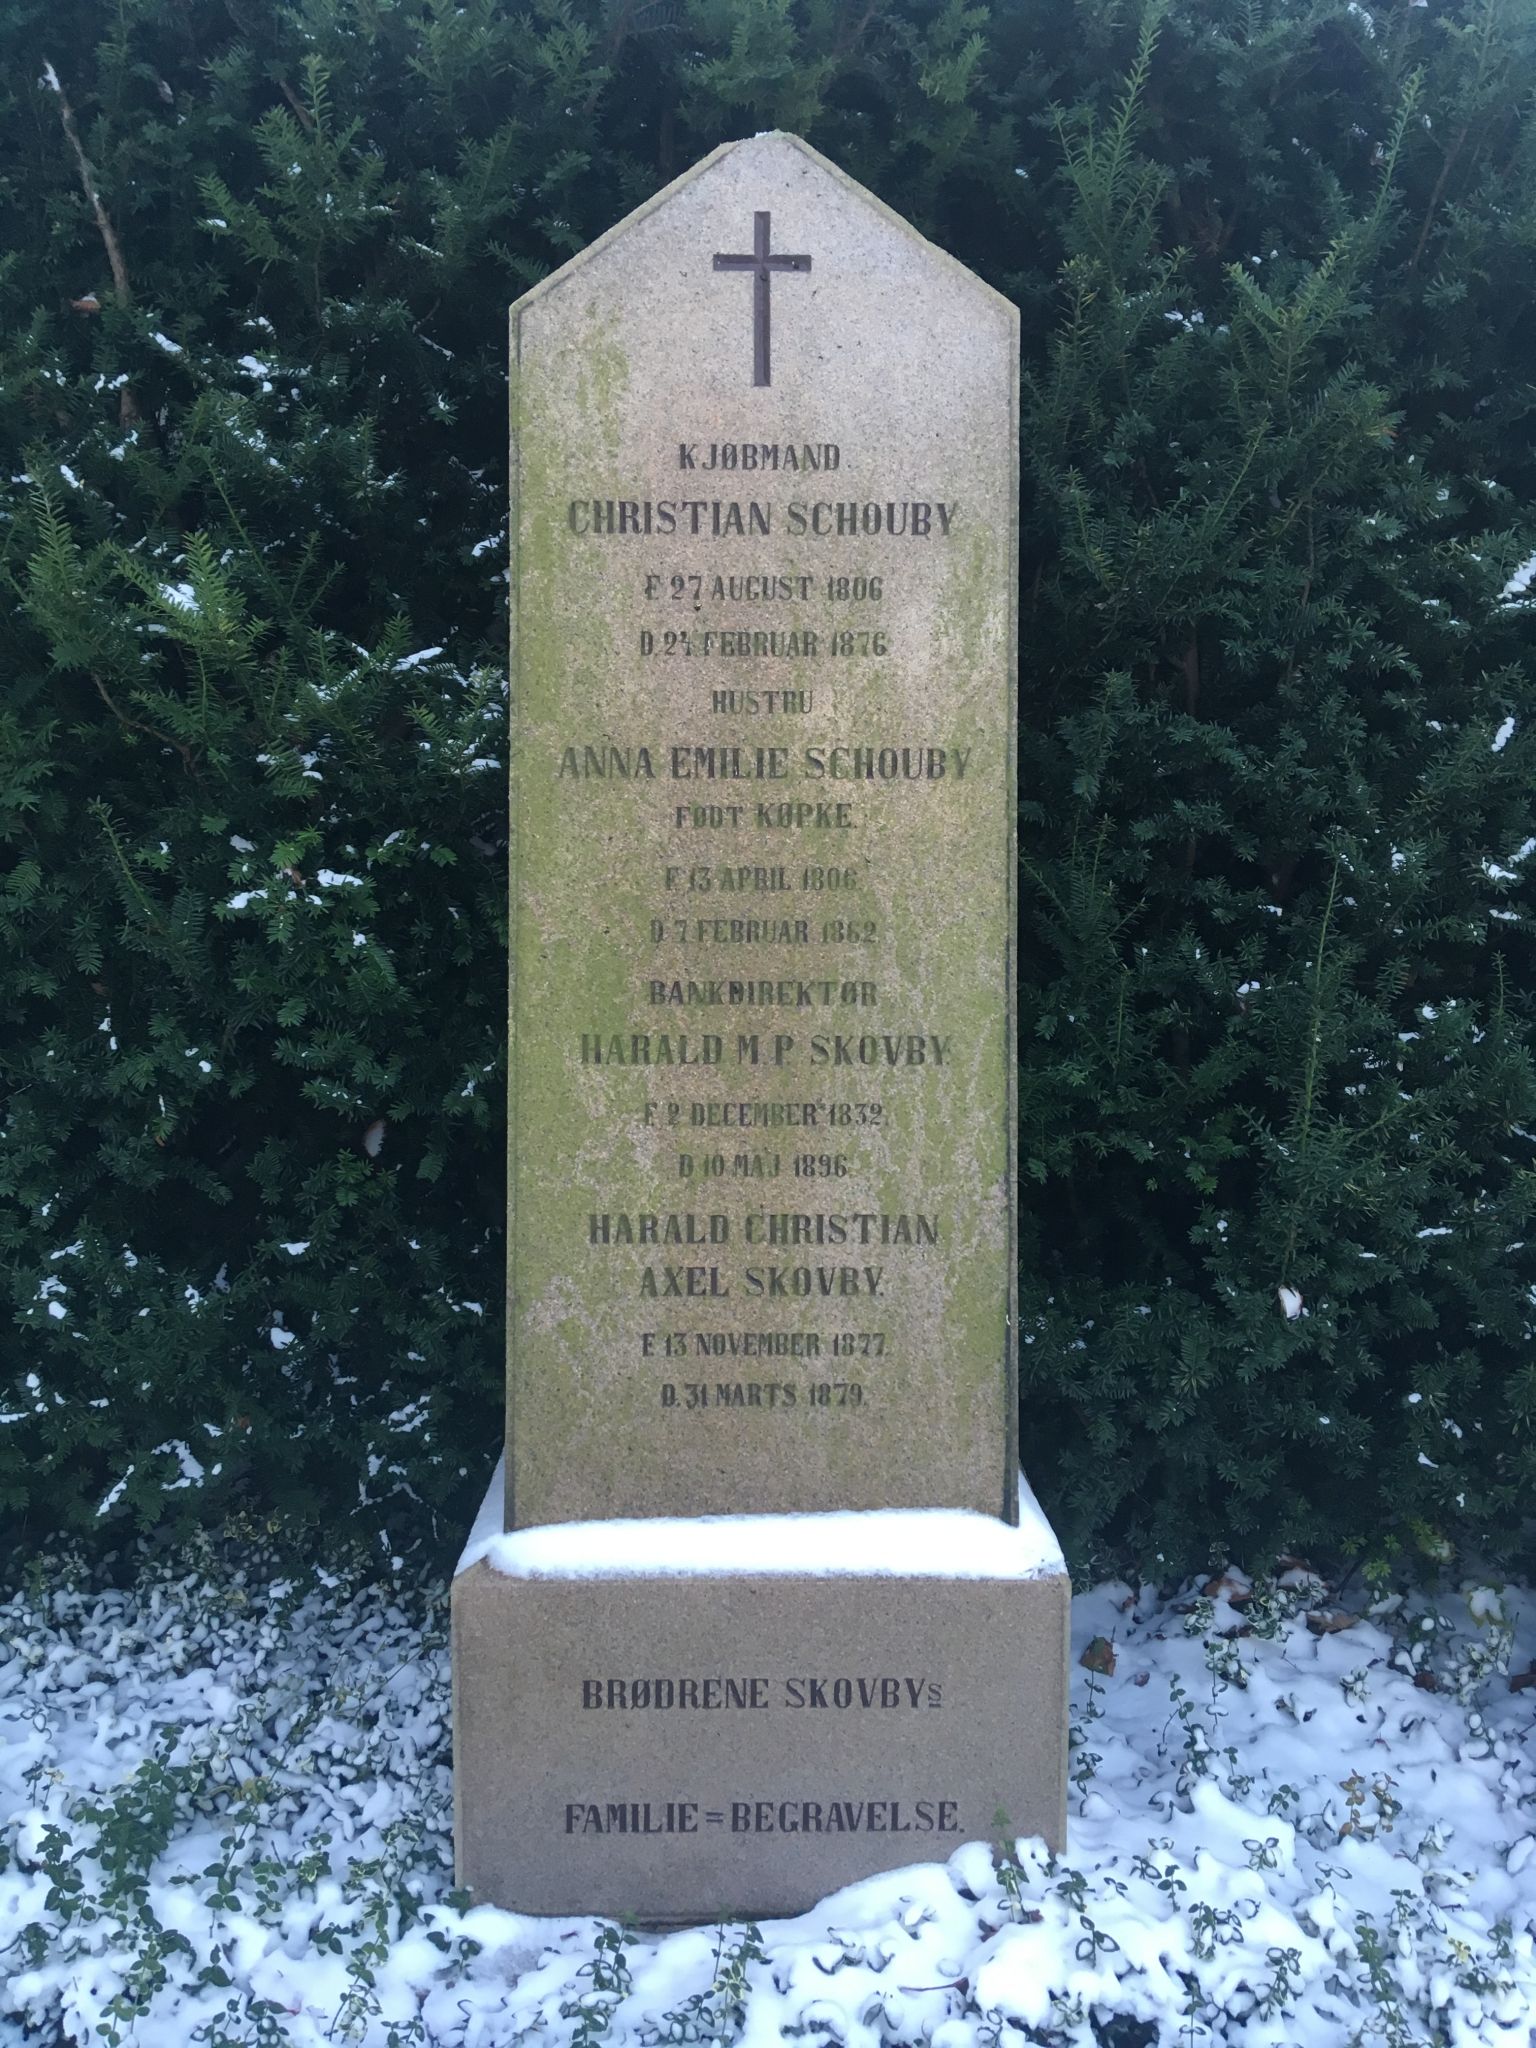 KJØBMAND
CHRISTIAN SCHOUBY
F 27 AUGUST 1806
D. 24 FEBRUAR 1876
HUSTRU
ANNA EMILIE SCHOUBY
FØDT KØPKE.
F 13 APRIL 1806.
D 7 FEBRUAR 1862.
BANKDIREKTØR
HARALD M. P. SKOVBY.
F 2 DECEMBER 1832.
D 10 MAJ 1896.
HARALD CHRISTIAN
AXEL SKOVBY.
F 13 NOVEMBER 1877.
D. 31 MARTS 1879.
BRØDRENE SKOVBYs
FAMILIE=BEGRAVELSE.